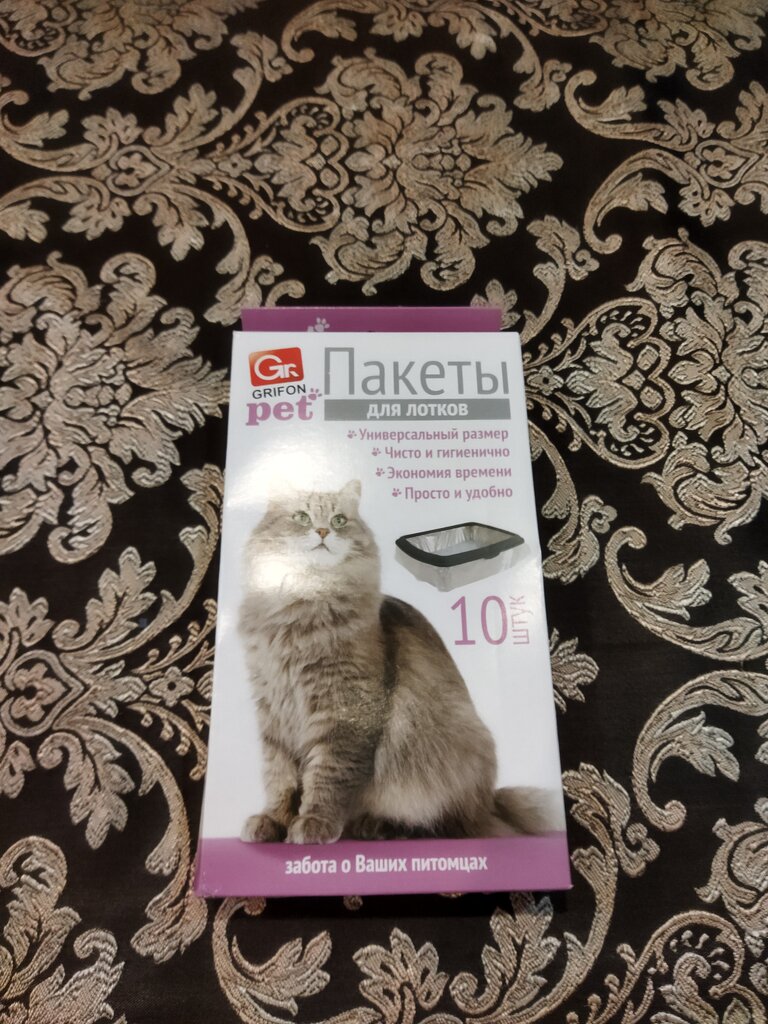 Gr
GRIFON
pet
Пакеты
для лотков
Универсальный размер
Чисто и гигиенично
Экономия времени
Просто и удобно
10 штук
забота о Ваших питомцах